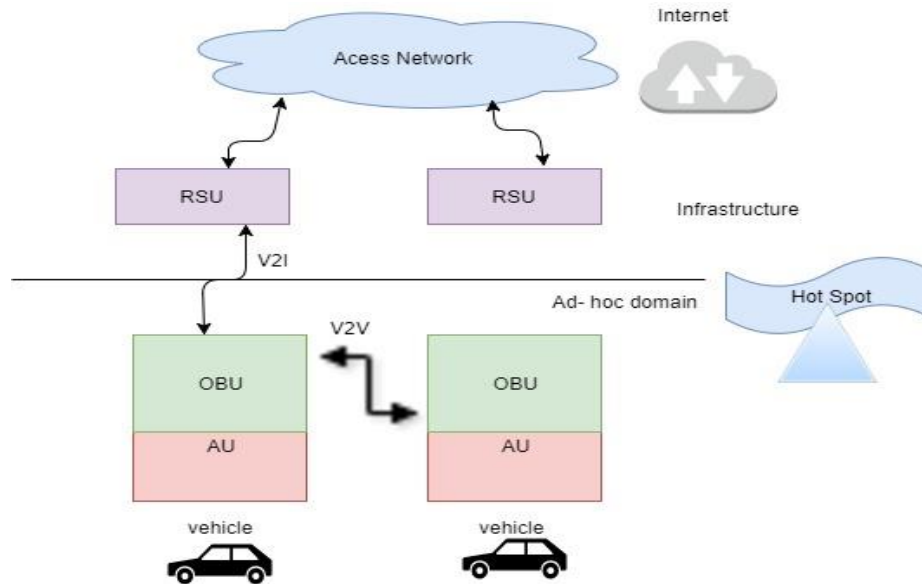 Internet
Acess Network
RSU
RSU
Infrastructure
V2I
Ad- hoc domain
Hot Spot
V2V
OBU
OBU
AU
AU
vehicle
vehicle